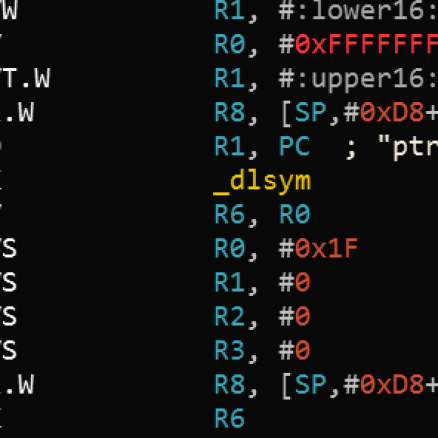 W R1, #:lower16:
R0, #0xFFFFFFF
T.W R1, #:upper16:
.W R8, [SP,#0xD8+
R1, PC ; "ptr
_dlsym
R6, R0
S R0, #0x1F
S R1, #0
S R2, #0
S R3, #0
.W R8, [SP,#0xD8+
R6